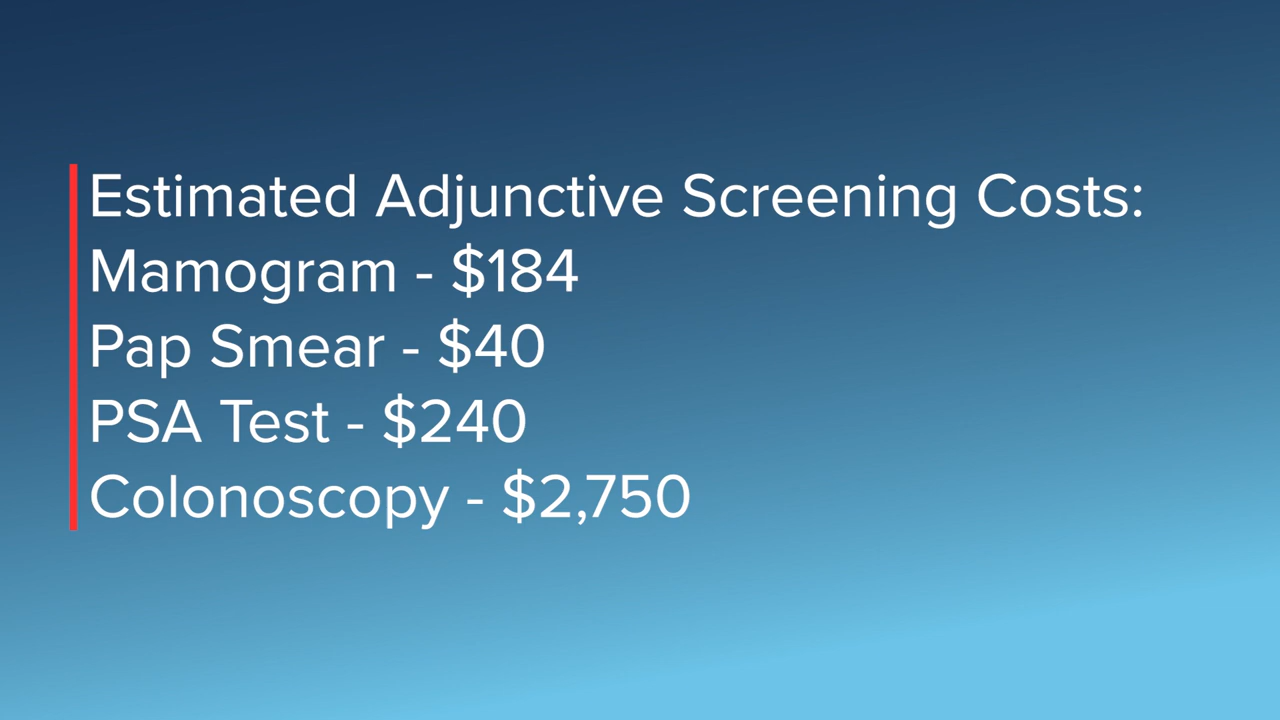 Estimated Adjunctive Screening Costs:
Mamogram - $184
Pap Smear - $40
PSA Test - $240
Colonoscopy - $2,750